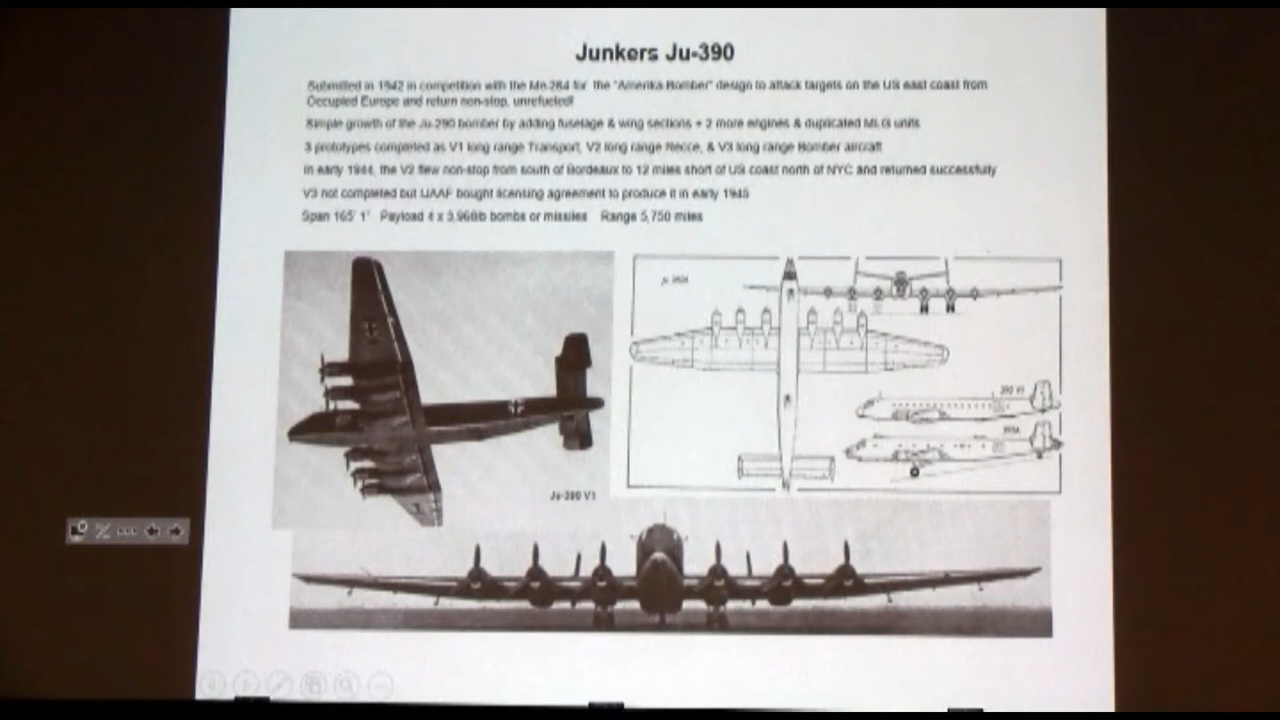 Junkers Ju-390
Submitted in 1942 in competition with the Me-264 for the "Amerika Bomber" design to attack targets on the US east coast from
Occupied Europe and return non-stop, unrefueled!
Simple growth of the Ju-290 bomber by adding fuselage & wing sections + 2 more engines & duplicated MLG units
3 prototypes completed as V1 long range Transport, V2 long range Recce, & V3 long range Bomber aircraft
In early 1944, the V2 flew non-stop from south of Bordeaux to 12 miles short of US coast north of NYC and returned successfully
V3 not completed but IJAAF bought licensing agreement to produce it in early 1945
Span 165' 1" Payload 4 x 3,968lb bombs or missiles Range 5,750 miles
Ju 390A
390 V1
390A
Ju-390 V1